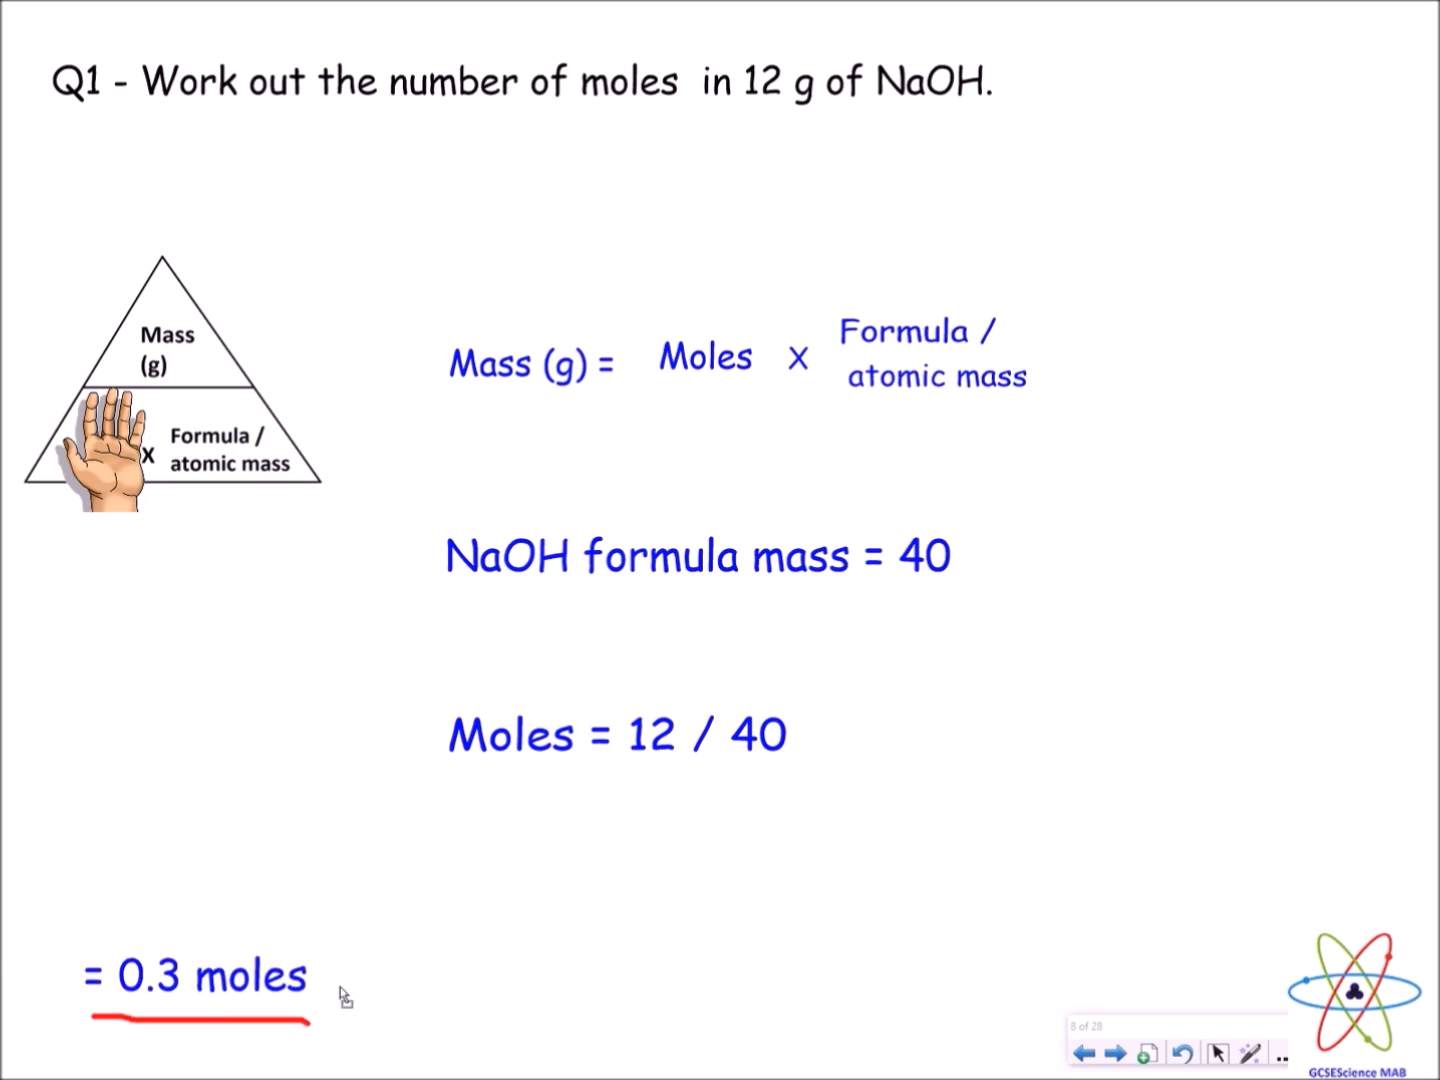 Q1 - Work out the number of moles in 12 g of NaOH.
Mass
(g)
x
Formula /
atomic mass
Mass (g) = Moles x Formula /
atomic mass
NaOH formula mass = 40
Moles = 12 / 40
= 0.3 moles
8 of 28
GCSEScience MAB